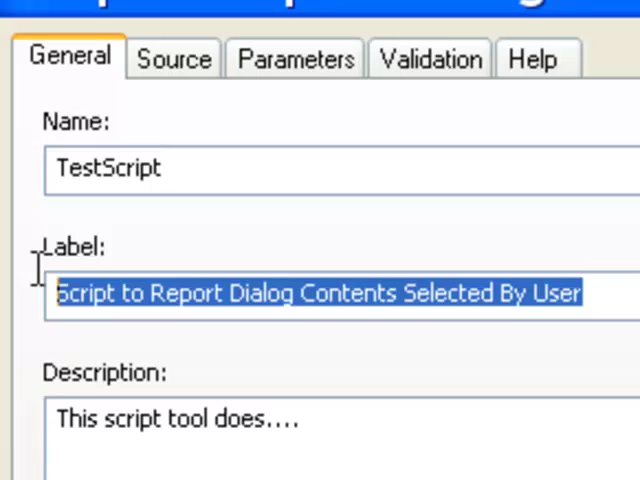 General Source Parameters Validation Help
Name:
TestScript
Label:
Script to Report Dialog Contents Selected By User
Description:
This script tool does....